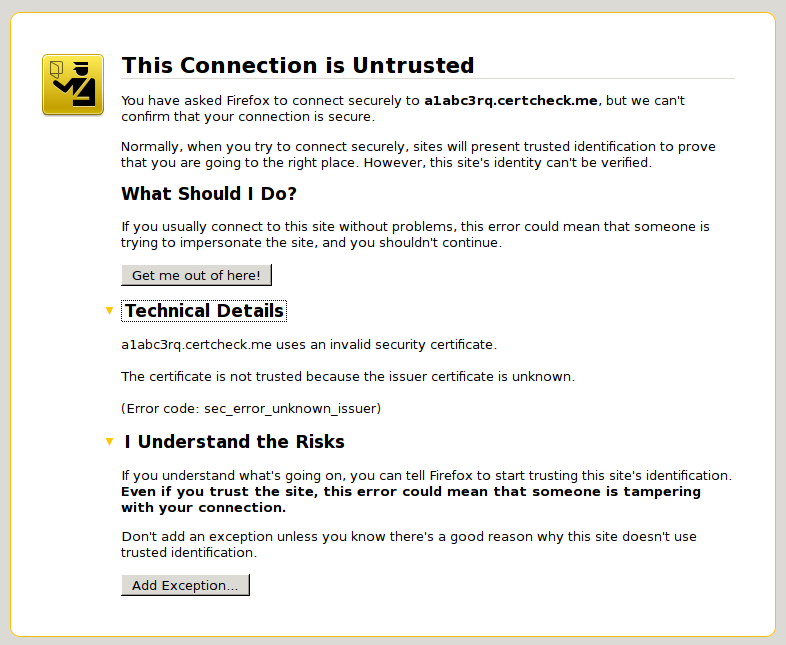 This Connection is Untrusted
You have asked Firefox to connect securely to a1abc3rq.certcheck.me, but we can't
confirm that your connection is secure.
Normally, when you try to connect securely, sites will present trusted identification to prove
that you are going to the right place. However, this site's identity can't be verified.
What Should I Do?
If you usually connect to this site without problems, this error could mean that someone is
trying to impersonate the site, and you shouldn't continue.
Get me out of here!
Technical Details
a1abc3rq.certcheck.me uses an invalid security certificate.
The certificate is not trusted because the issuer certificate is unknown.
(Error code: sec_error_unknown_issuer)
I Understand the Risks
If you understand what's going on, you can tell Firefox to start trusting this site's identification.
Even if you trust the site, this error could mean that someone is tampering
with your connection.
Don't add an exception unless you know there's a good reason why this site doesn't use
trusted identification.
Add Exception...